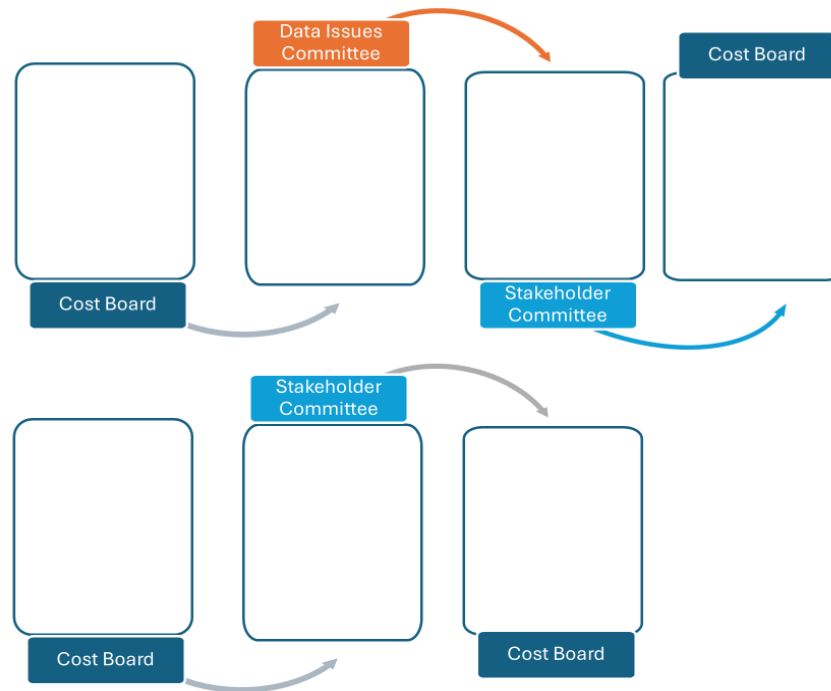 Data Issues
Committee
Cost Board
Cost Board
Stakeholder
Committee
Stakeholder
Committee
Cost Board
Cost Board